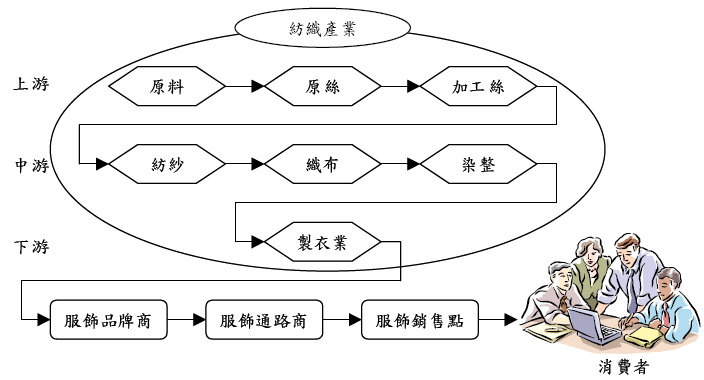 紡織產業
上游
原料
原絲
加工絲
中游
紡紗
織布
染整
下游
製衣業
服飾品牌商
服飾通路商
服飾銷售點
消費者